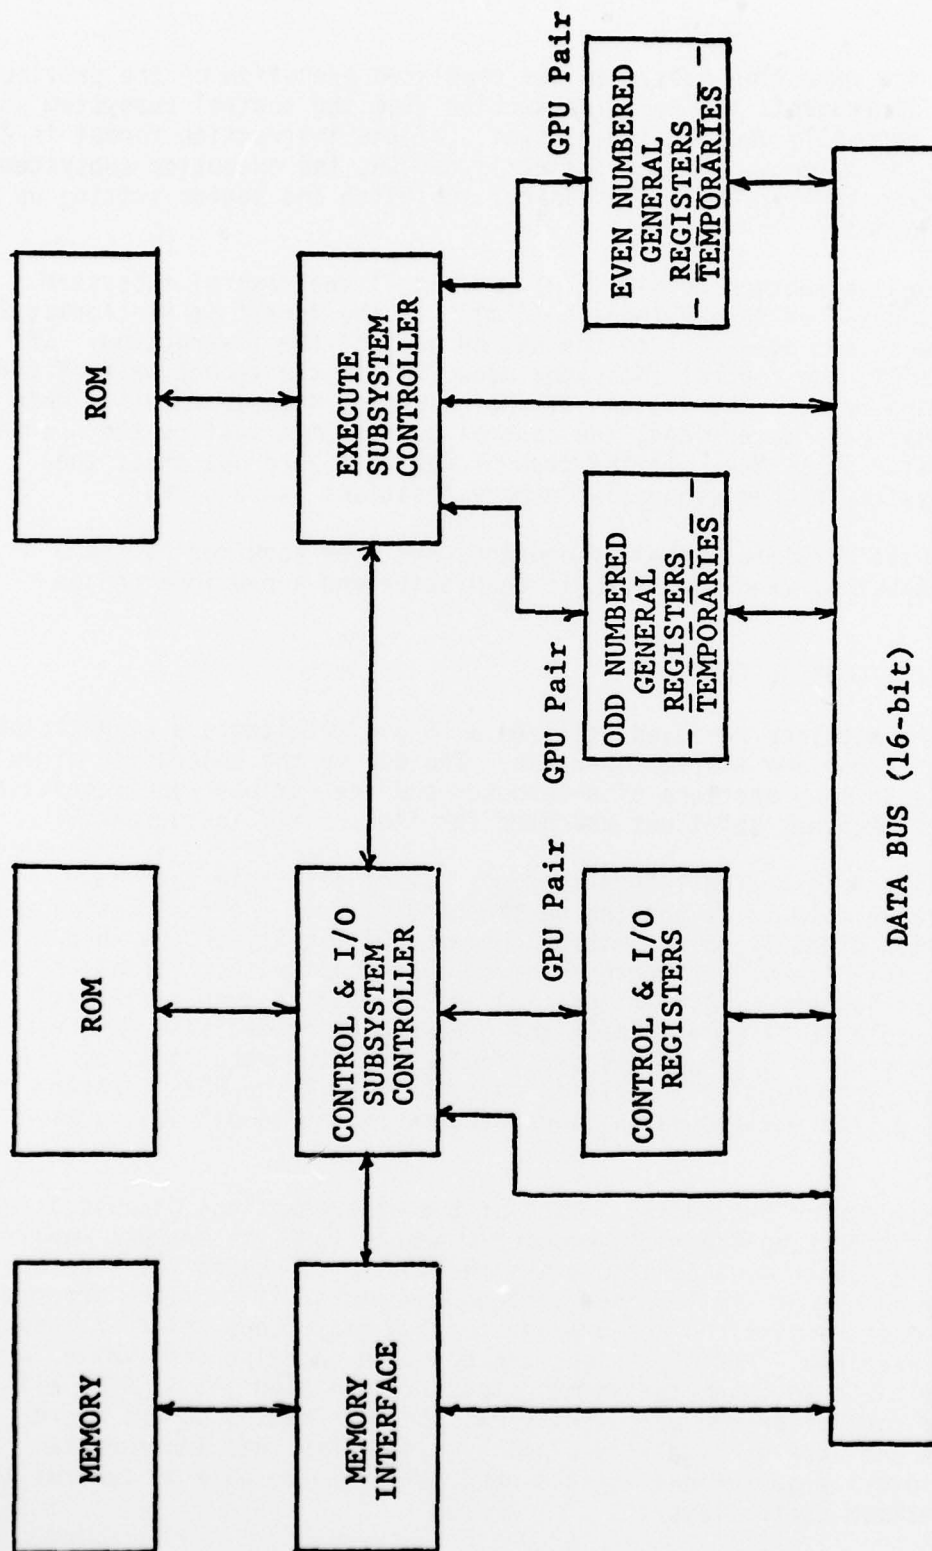 MEMORY
ROM
ROM
MEMORY
INTERFACE
CONTROL & I/O
SUBSYSTEM
CONTROLLER
EXECUTE
SUBSYSTEM
CONTROLLER
GPU Pair
GPU Pair
GPU Pair
CONTROL & I/O
REGISTERS
ODD NUMBERED
GENERAL
REGISTERS
TEMPORARIES
EVEN NUMBERED
GENERAL
REGISTERS
TEMPORARIES
DATA BUS (16-bit)